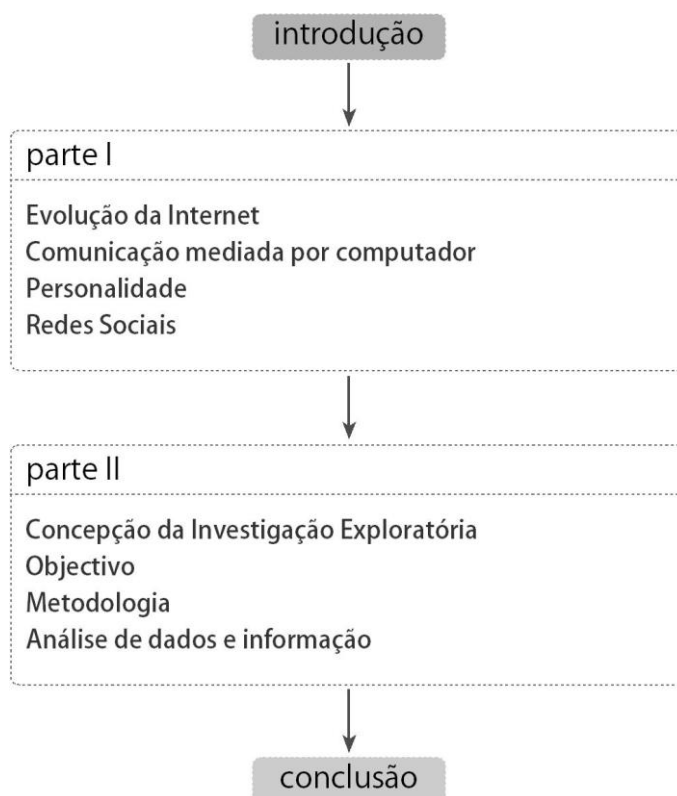 introdução
parte I
Evolução da Internet
Comunicação mediada por computador
Personalidade
Redes Sociais
parte II
Concepção da Investigação Exploratória
Objectivo
Metodologia
Análise de dados e informação
conclusão